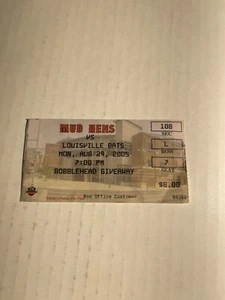 MUD HENS
VS
LOUISVILLE BATS
MON, AUG 29, 2005
7:00 PM
BOBBLEHEAD GIVEAWAY
108
SEC
ROW
7
SEAT
$8.00
Box Office Customer